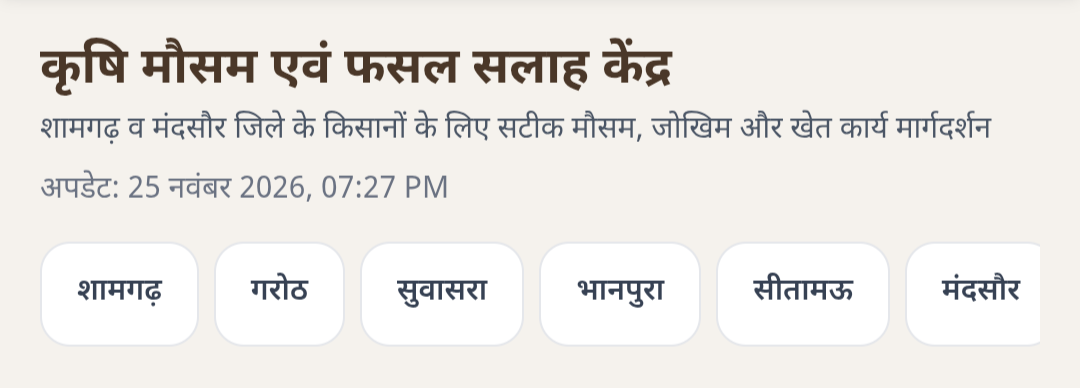 कृषि मौसम एवं फसल सलाह केंद्र
शामगढ़ व मंदसौर जिले के किसानों के लिए सटीक मौसम, जोखिम और खेत कार्य मार्गदर्शन
अपडेट: 25 नवंबर 2026, 07:27 PM
शामगढ़ गरोठ सुवासरा भानपुरा सीतामऊ मंदसौर